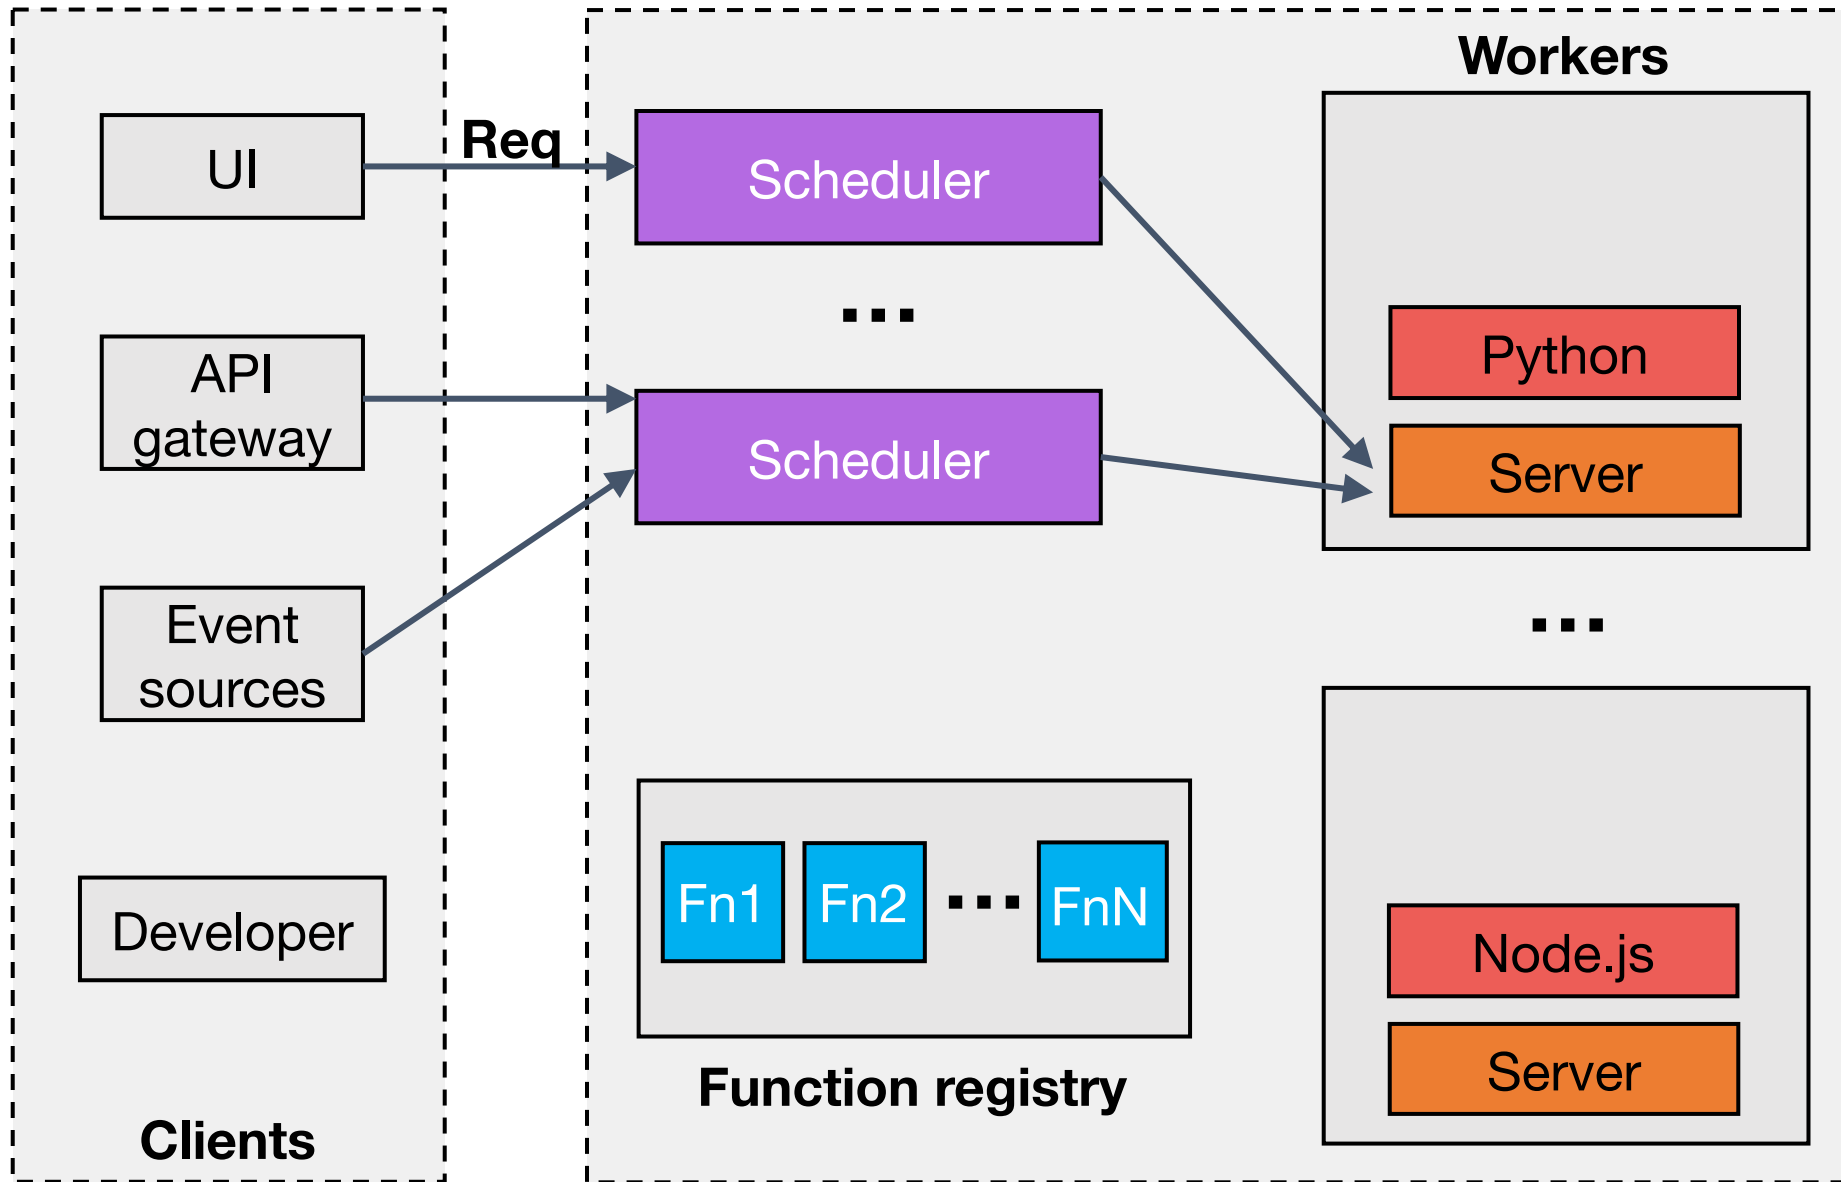 Workers
UI
Req
Scheduler
...
Python
API
gateway
Scheduler
Server
Event
sources
...
Fn1
Fn2
...
FnN
Developer
Node.js
Server
Function registry
Clients